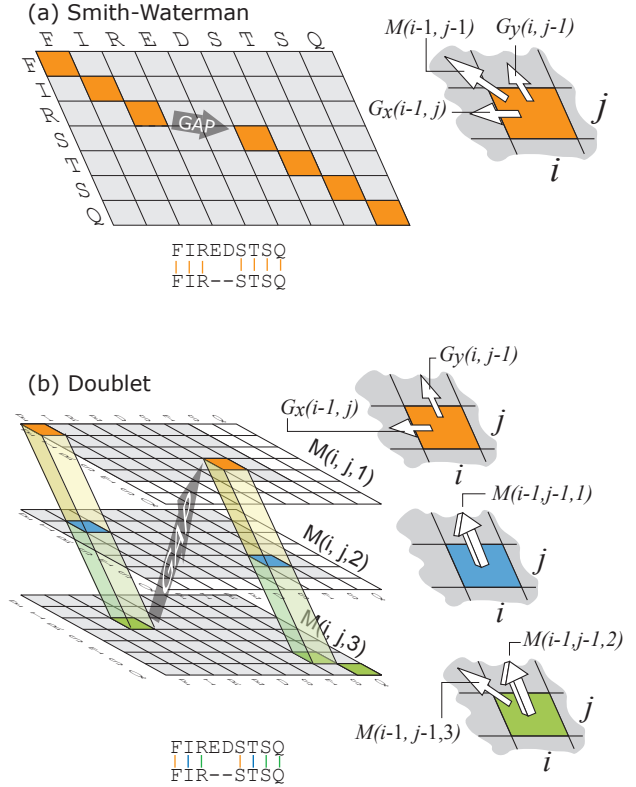 (a) Smith-Waterman
F I R E D S T S Q
F
I
R
S
T
S
Q
GAP
M(i-1, j-1)
Gy(i, j-1)
Gx(i-1, j)
j
i
FIREDSTSQ
FIR--STSQ
(b) Doublet
M(i, j,1)
M(i, j,2)
M(i, j,3)
GAP
Gy(i, j-1)
Gx(i-1, j)
j
i
M(i-1,j-1,1)
j
i
M(i-1,j-1,2)
M(i-1, j-1,3)
j
i
FIREDSTSQ
FIR--STSQ